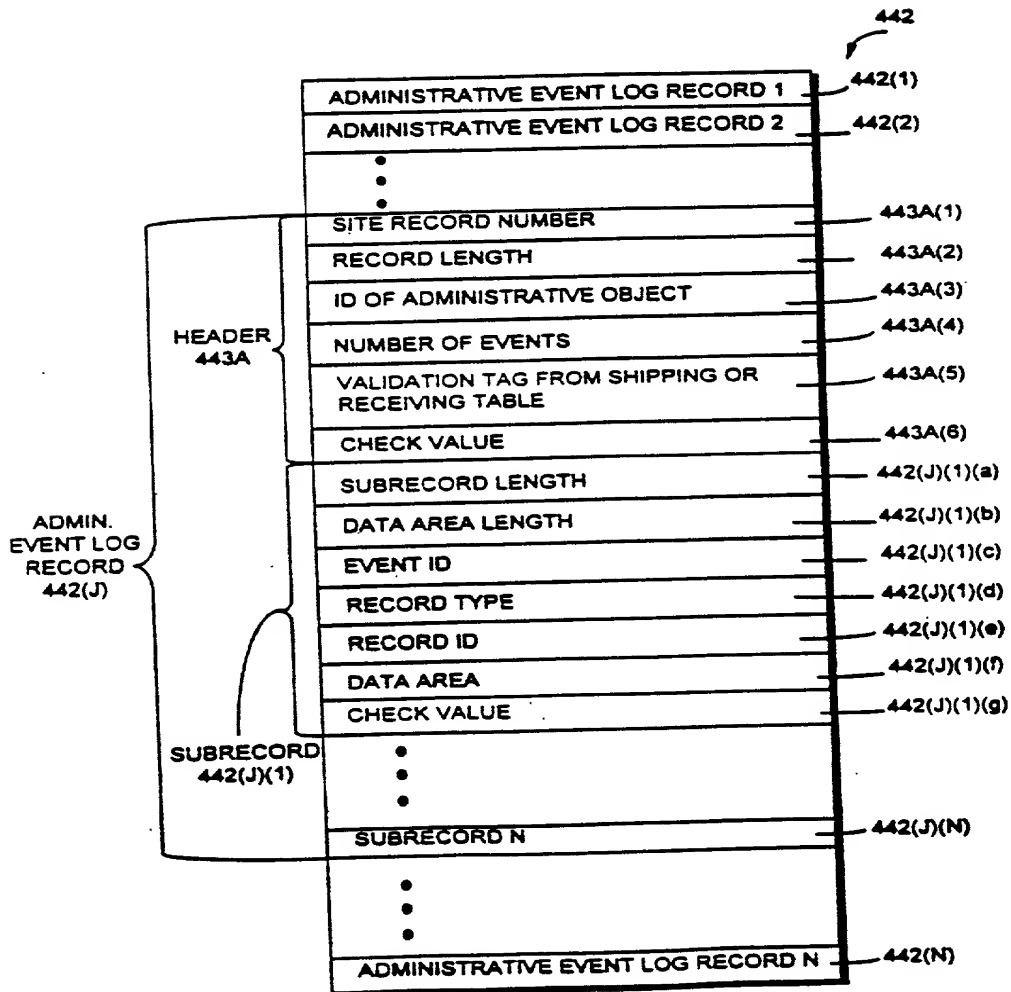 442
ADMINISTRATIVE EVENT LOG RECORD 1 442(1)
ADMINISTRATIVE EVENT LOG RECORD 2 442(2)
SITE RECORD NUMBER 443A(1)
RECORD LENGTH 443A(2)
ID OF ADMINISTRATIVE OBJECT 443A(3)
HEADER
443A
NUMBER OF EVENTS 443A(4)
VALIDATION TAG FROM SHIPPING OR
RECEIVING TABLE
443A(5)
CHECK VALUE 443A(6)
SUBRECORD LENGTH 442(J)(1)(a)
ADMIN.
EVENT LOG
RECORD
442(J)
DATA AREA LENGTH 442(J)(1)(b)
EVENT ID 442(J)(1)(c)
RECORD TYPE 442(J)(1)(d)
RECORD ID 442(J)(1)(e)
DATA AREA 442(J)(1)(f)
CHECK VALUE 442(J)(1)(g)
SUBRECORD
442(J)(1)
SUBRECORD N 442(J)(N)
ADMINISTRATIVE EVENT LOG RECORD N 442(N)